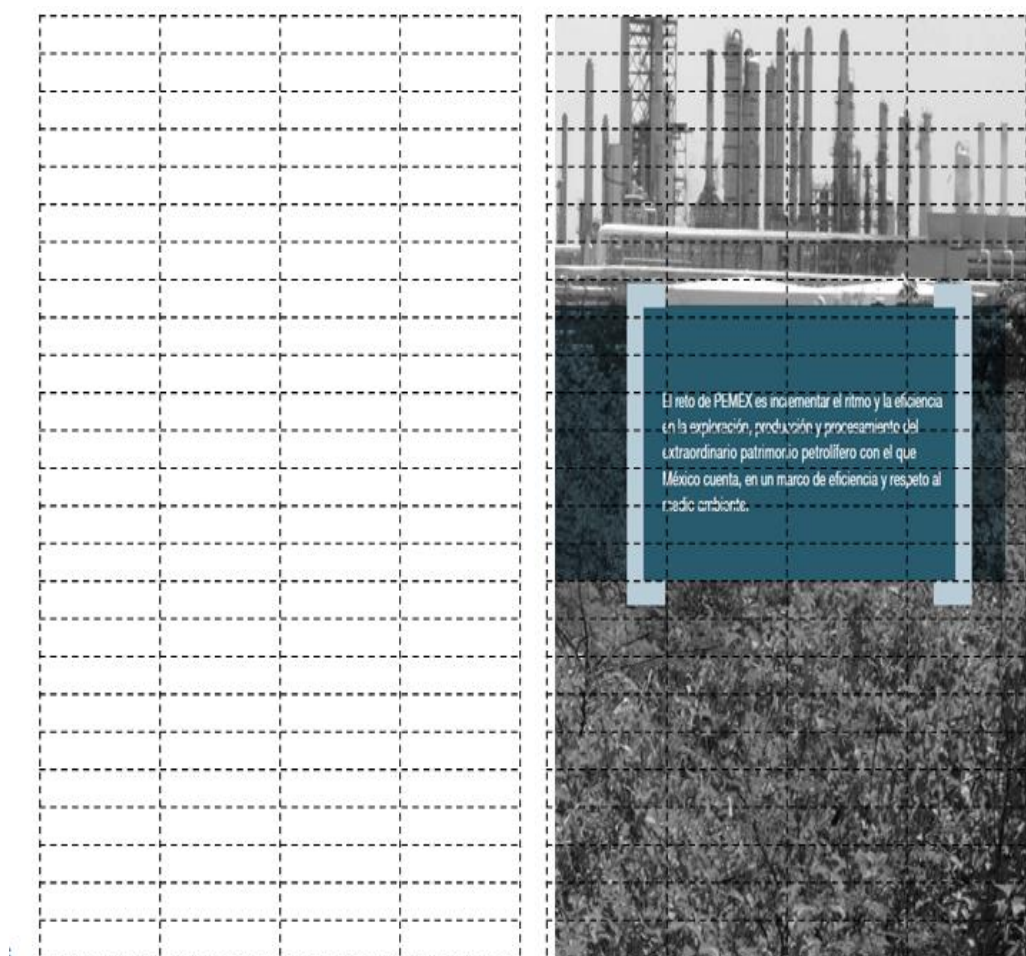 El reto de PEMEX es incrementar el ritmo y la eficiencia
en la exploración, producción y procesamiento del
extraordinario patrimonio petrolífero con el que
México cuenta, en un marco de eficiencia y respeto al
medio ambiente.